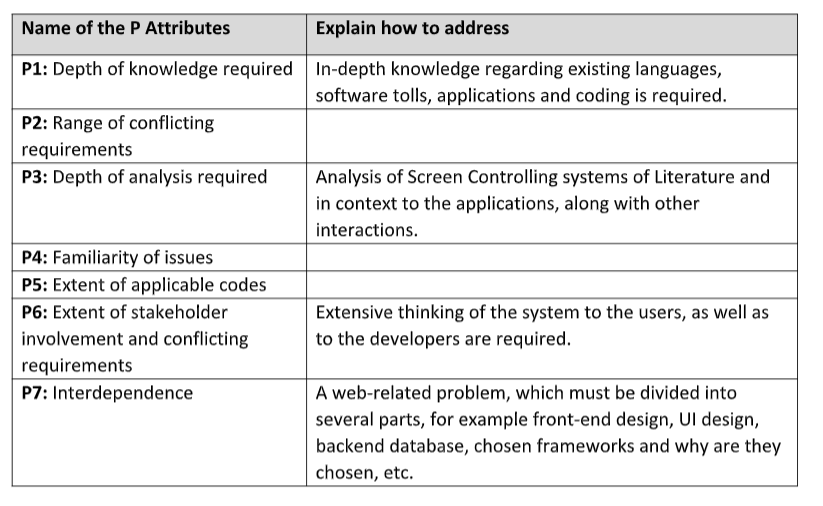 Name of the P Attributes
Explain how to address
P1: Depth of knowledge required
In-depth knowledge regarding existing languages,
software tolls, applications and coding is required.
P2: Range of conflicting
requirements
P3: Depth of analysis required
Analysis of Screen Controlling systems of Literature and
in context to the applications, along with other
interactions.
P4: Familiarity of issues
P5: Extent of applicable codes
P6: Extent of stakeholder
involvement and conflicting
requirements
Extensive thinking of the system to the users, as well as
to the developers are required.
P7: Interdependence
A web-related problem, which must be divided into
several parts, for example front-end design, UI design,
backend database, chosen frameworks and why are they
chosen, etc.